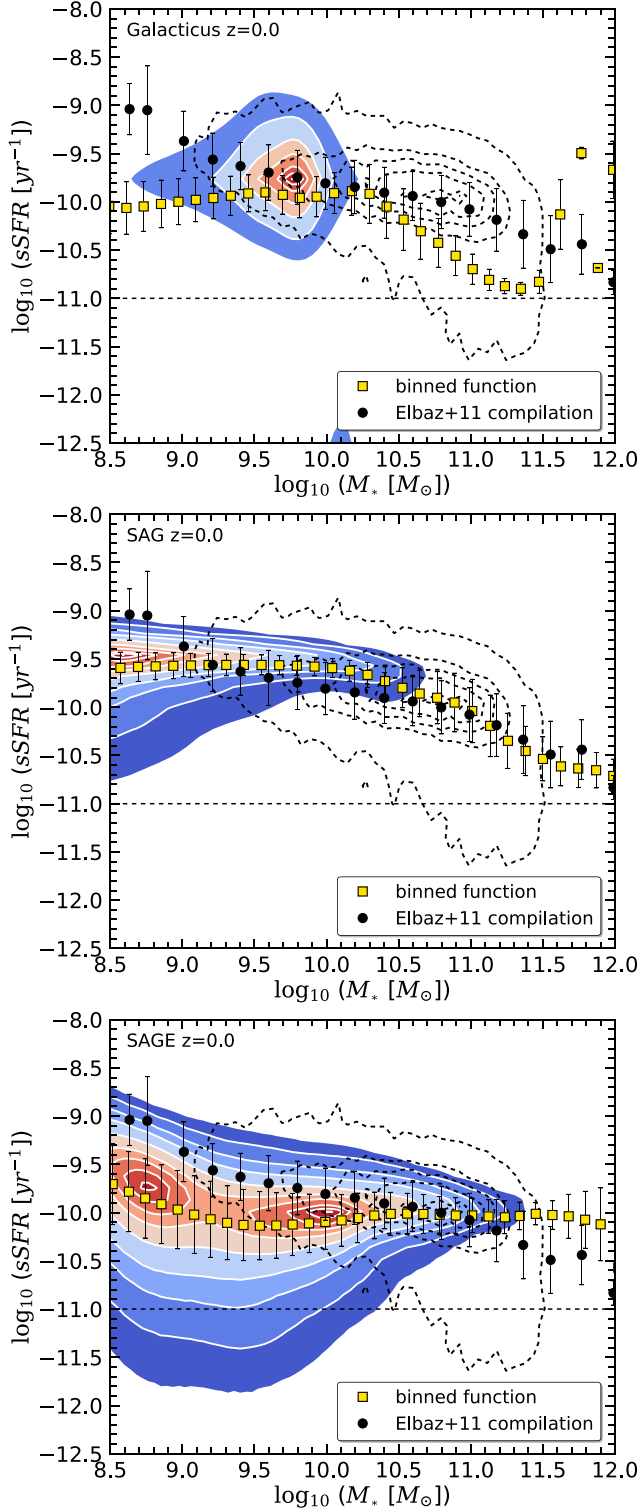 Galacticus z=0.0
−8.0
−8.5
−9.0
−9.5
−10.0
−10.5
−11.0
−11.5
−12.0
−12.5
log₁₀ (sSFR [yr⁻¹])
binned function
Elbaz+11 compilation
8.5 9.0 9.5 10.0 10.5 11.0 11.5 12.0
log₁₀ (M* [M⊙])
SAG z=0.0
−8.0
−8.5
−9.0
−9.5
−10.0
−10.5
−11.0
−11.5
−12.0
−12.5
log₁₀ (sSFR [yr⁻¹])
binned function
Elbaz+11 compilation
8.5 9.0 9.5 10.0 10.5 11.0 11.5 12.0
log₁₀ (M* [M⊙])
SAGE z=0.0
−8.0
−8.5
−9.0
−9.5
−10.0
−10.5
−11.0
−11.5
−12.0
−12.5
log₁₀ (sSFR [yr⁻¹])
binned function
Elbaz+11 compilation
8.5 9.0 9.5 10.0 10.5 11.0 11.5 12.0
log₁₀ (M* [M⊙])